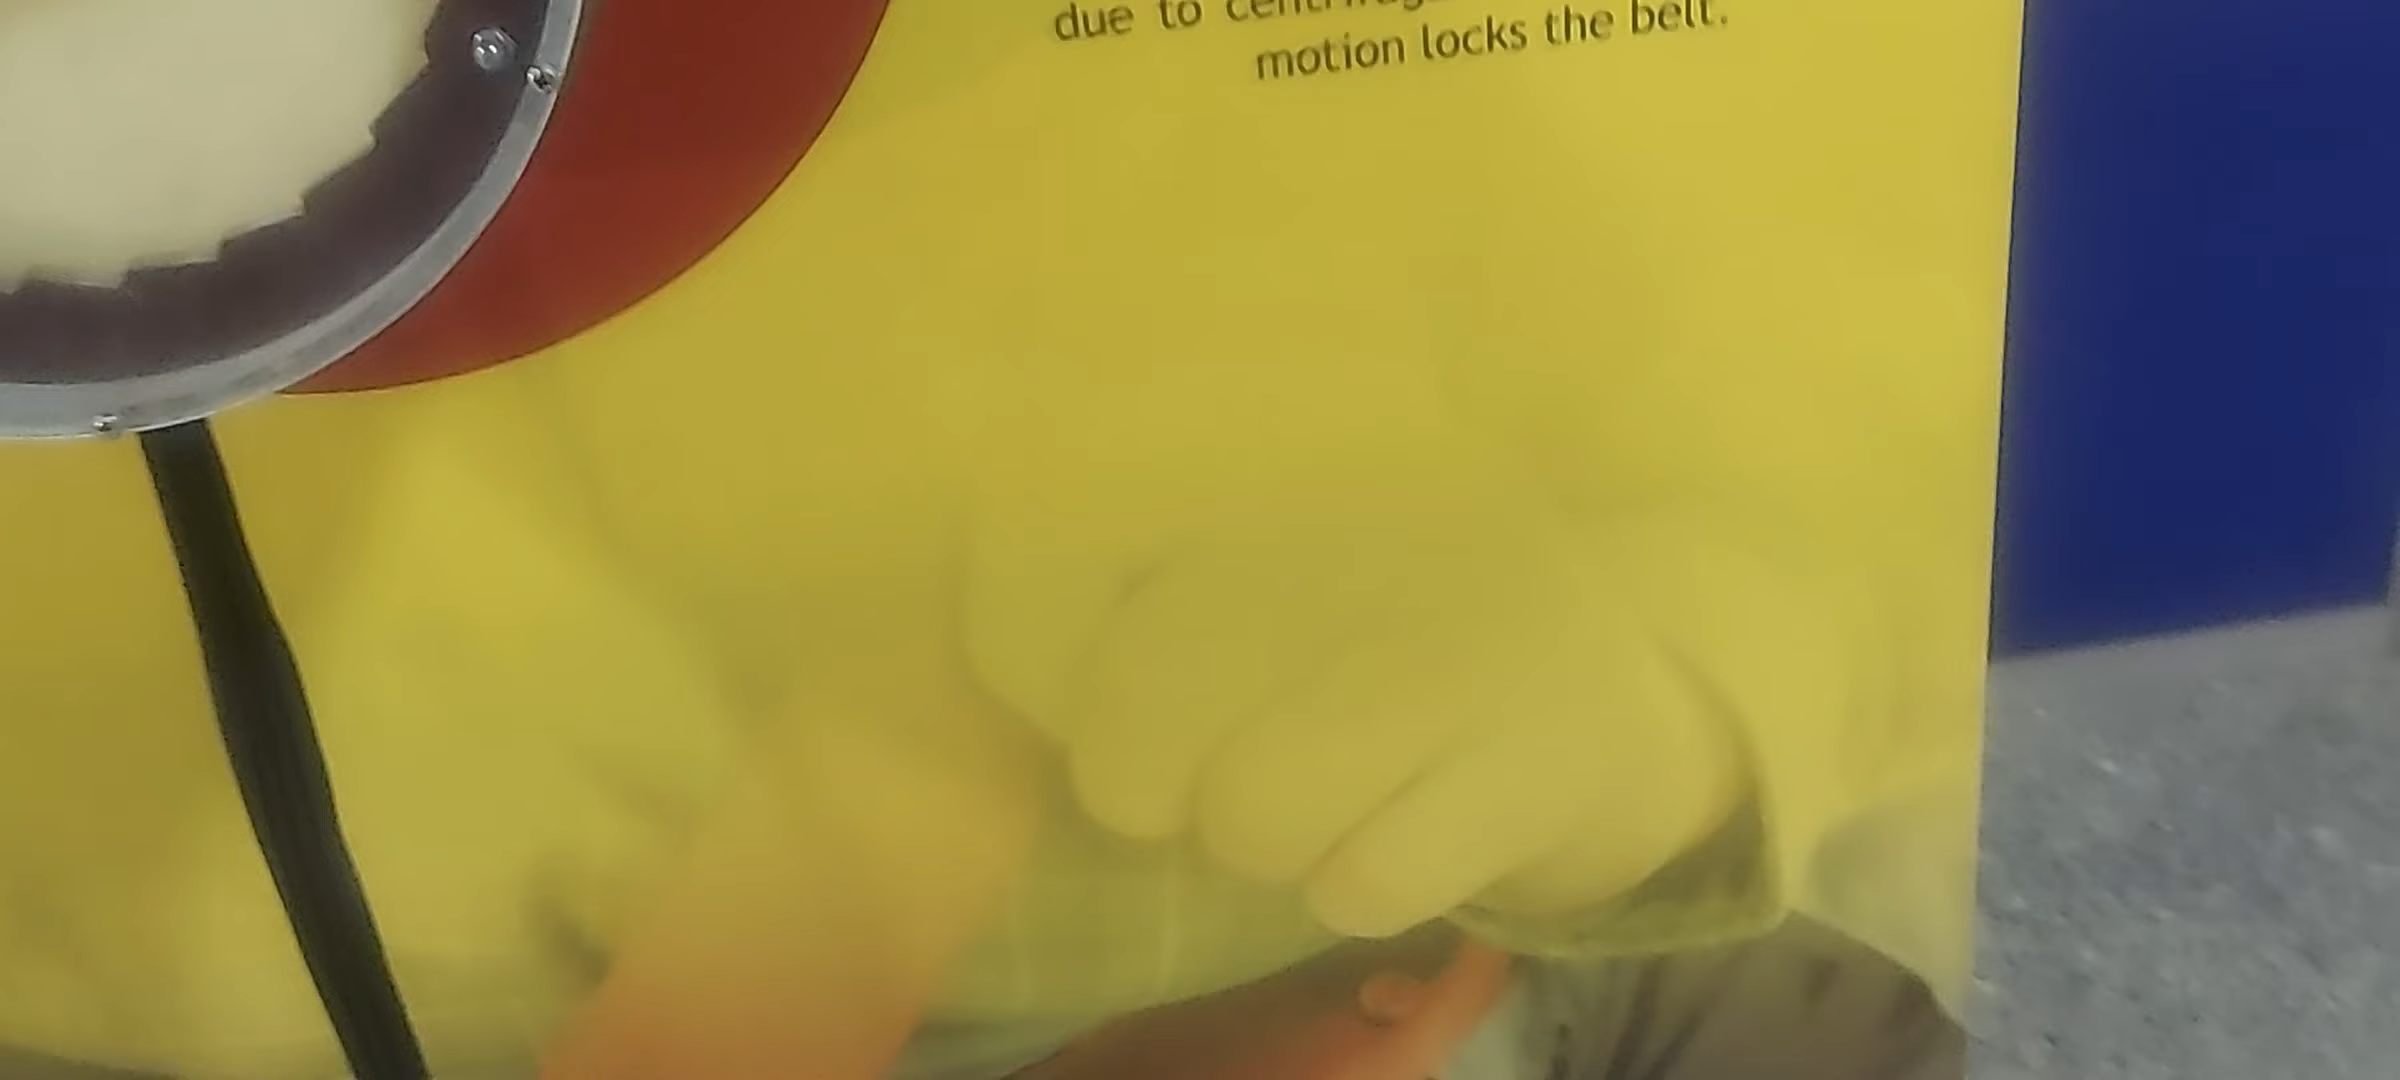 due to
motion locks the belt.